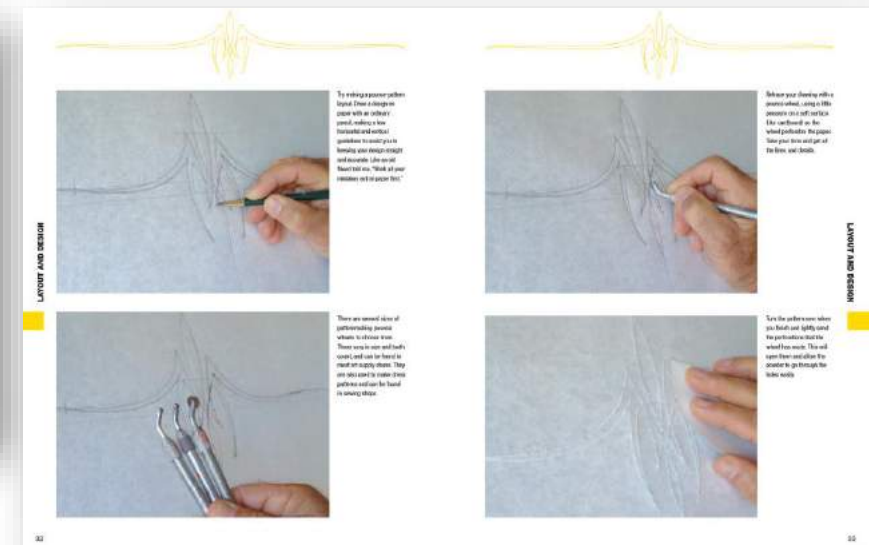 Try making a pounce pattern
layout. Draw a design on
paper with an ordinary
pencil, making a few
horizontal and vertical
guidelines to assist you in
keeping your design straight
and accurate. Like an old
friend told me, "Work all your
mistakes out on paper first."
LAYOUT AND DESIGN
There are several sizes of
patternmaking pounce
wheels to choose from.
These vary in size and tooth
count, and can be found in
most art supply stores. They
are also used to make dress
patterns and can be found
in sewing shops.
Retrace your drawing with a
pounce wheel, using a little
pressure on a soft surface
(like cardboard) as the
wheel perforates the paper.
Take your time and get all
the lines and details.
LAYOUT AND DESIGN
Turn the pattern over when
you finish and lightly sand
the perforations that the
wheel has made. This will
open them and allow the
powder to go through the
holes easily.